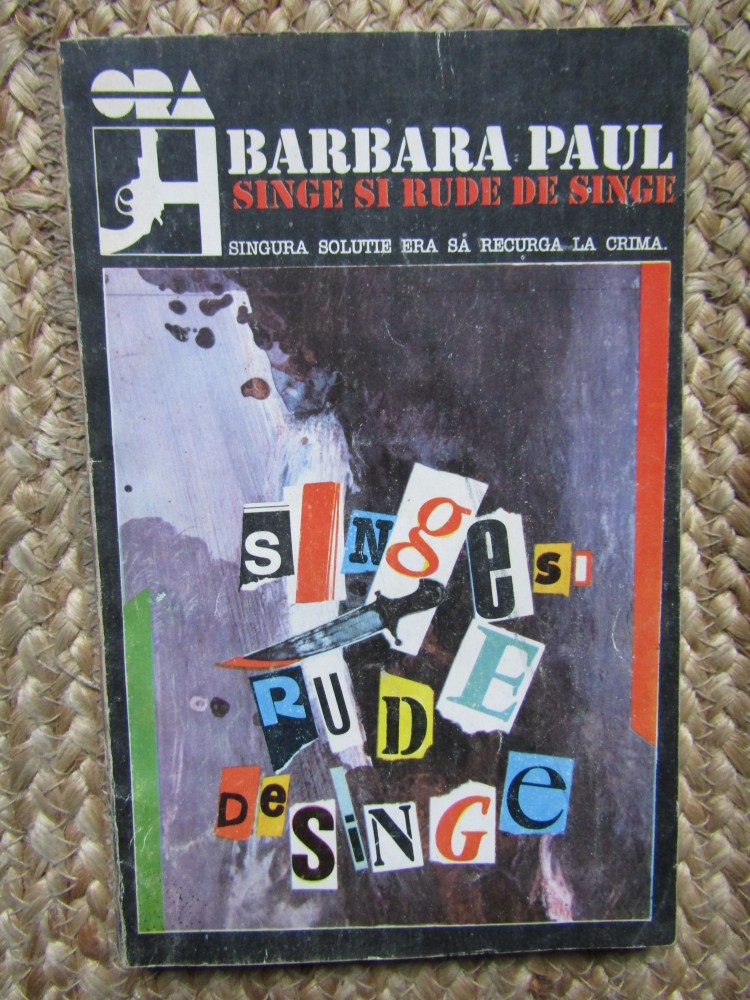 ORA
H
BARBARA PAUL
SINGE SI RUDE DE SINGE
SINGURA SOLUTIE ERA SĂ RECURGA LA CRIMA.
SINge SI
RUDE
De SiNGe